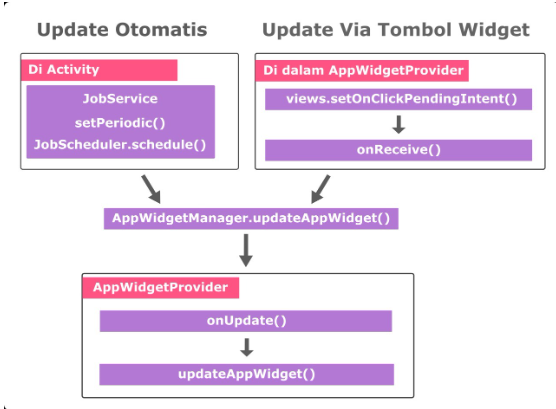 Update Otomatis
Update Via Tombol Widget
Di Activity
JobService
setPeriodic()
JobScheduler.schedule()
Di dalam AppWidgetProvider
views.setOnClickPendingIntent()
onReceive()
AppWidgetManager.updateAppWidget()
AppWidgetProvider
onUpdate()
updateAppWidget()